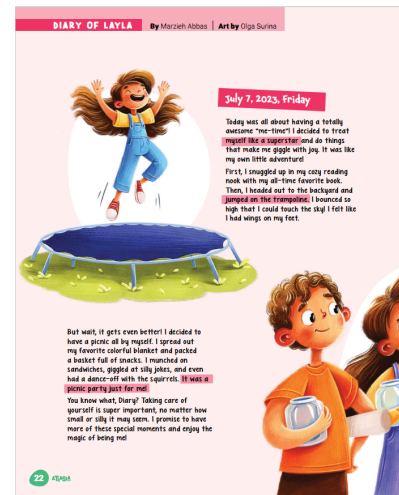 DIARY OF LAYLA By Marzieh Abbas | Art by Olga Surina
July 7, 2023, Friday
Today was all about having a totally
awesome "me-time"! I decided to treat
myself like a superstar and do things
that make me giggle with joy. It was like
my own little adventure!
First, I snuggled up in my cozy reading
nook with my all-time favorite book.
Then, I headed out to the backyard and
jumped on the trampoline. I bounced so
high that I could touch the sky! I felt like
I had wings on my feet.
But wait, it gets even better! I decided to
have a picnic all by myself. I spread out
my favorite colorful blanket and packed
a basket full of snacks. I munched on
sandwiches, giggled at silly jokes, and even
had a dance-off with the squirrels. It was a
picnic party just for me!
You know what, Diary? Taking care of
yourself is super important, no matter how
small or silly it may seem. I promise to have
more of these special moments and enjoy the
magic of being me!
22